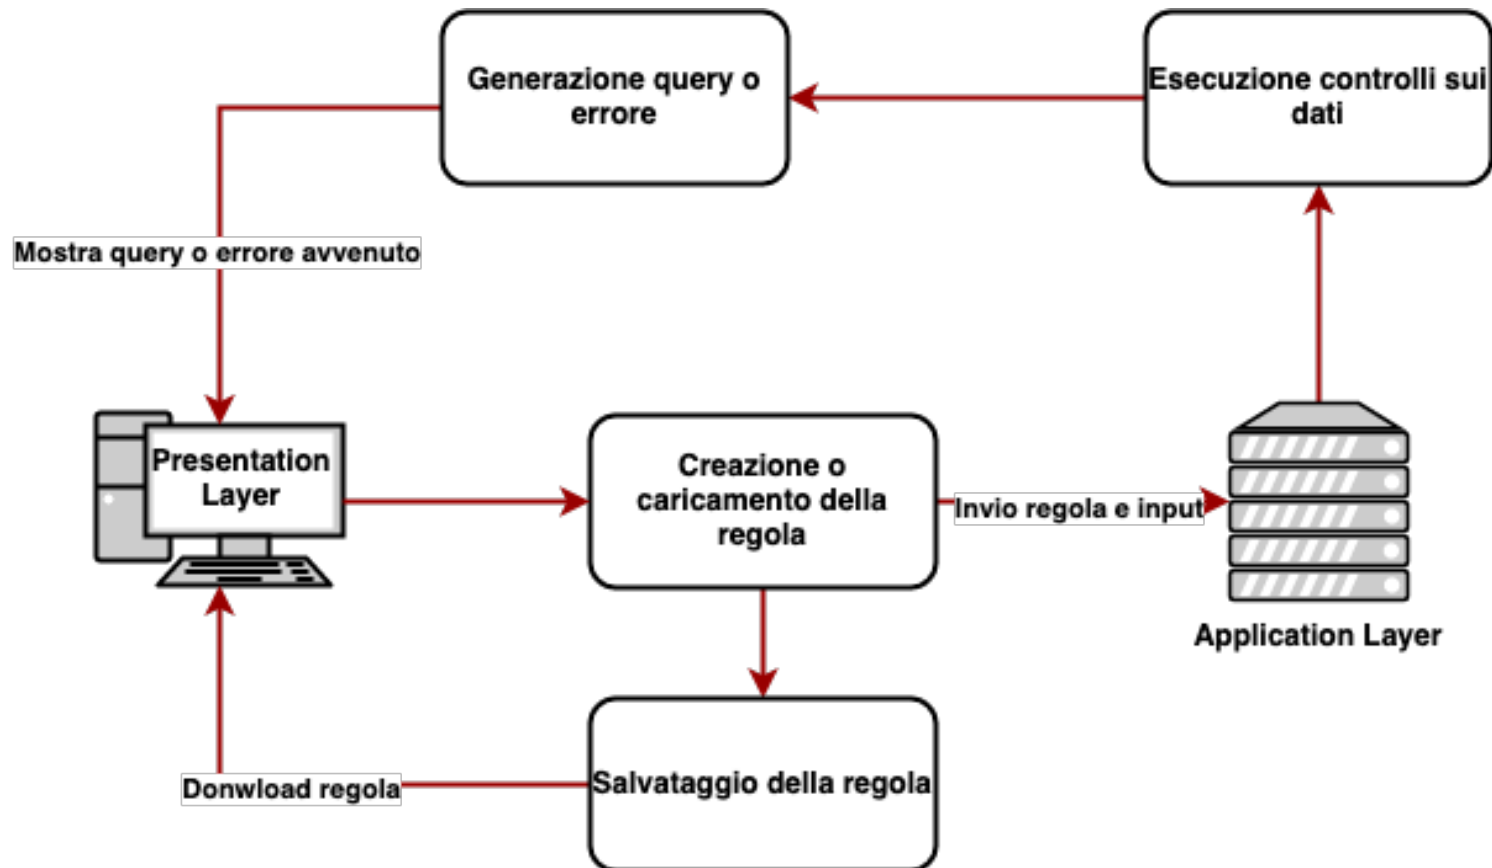 Generazione query o
errore
Esecuzione controlli sui
dati
Mostra query o errore avvenuto
Presentation
Layer
Creazione o
caricamento della
regola
Invio regola e input
Application Layer
Salvataggio della regola
Donwload regola